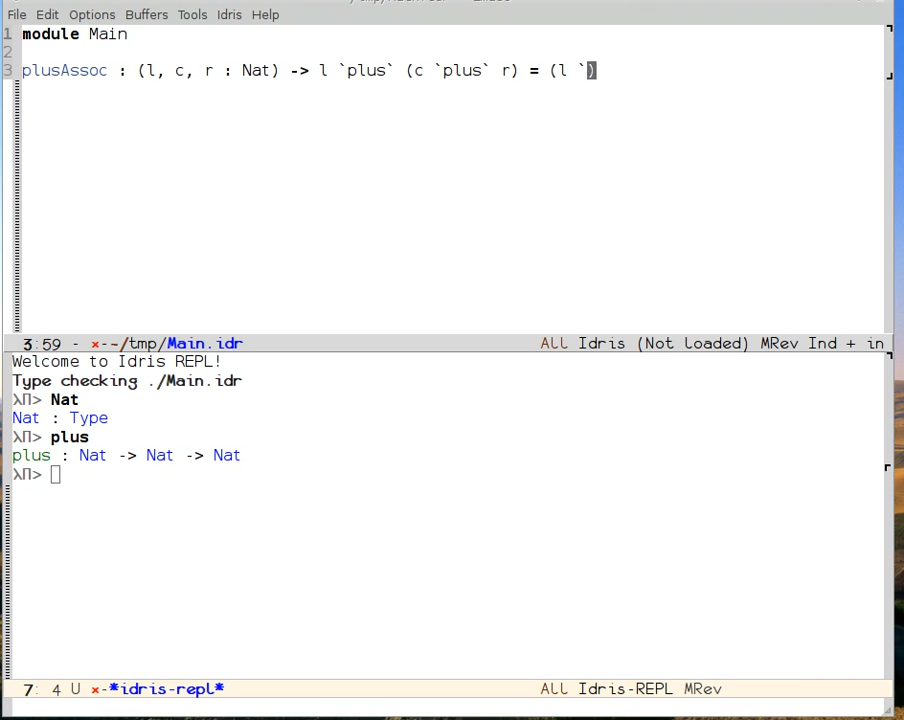 File Edit Options Buffers Tools Idris Help
1 module Main
2
3 plusAssoc : (l, c, r : Nat) -> l `plus` (c `plus` r) = (l `)
3:59 - ×--/tmp/Main.idr All Idris (Not loaded) MRev Ind + in
Welcome to Idris REPL!
Type checking ./Main.idr
λΠ> Nat
Nat : Type
λΠ> plus
plus : Nat -> Nat -> Nat
λΠ>
7: 4 U ×-*idris-repl* All Idris-REPL MRev